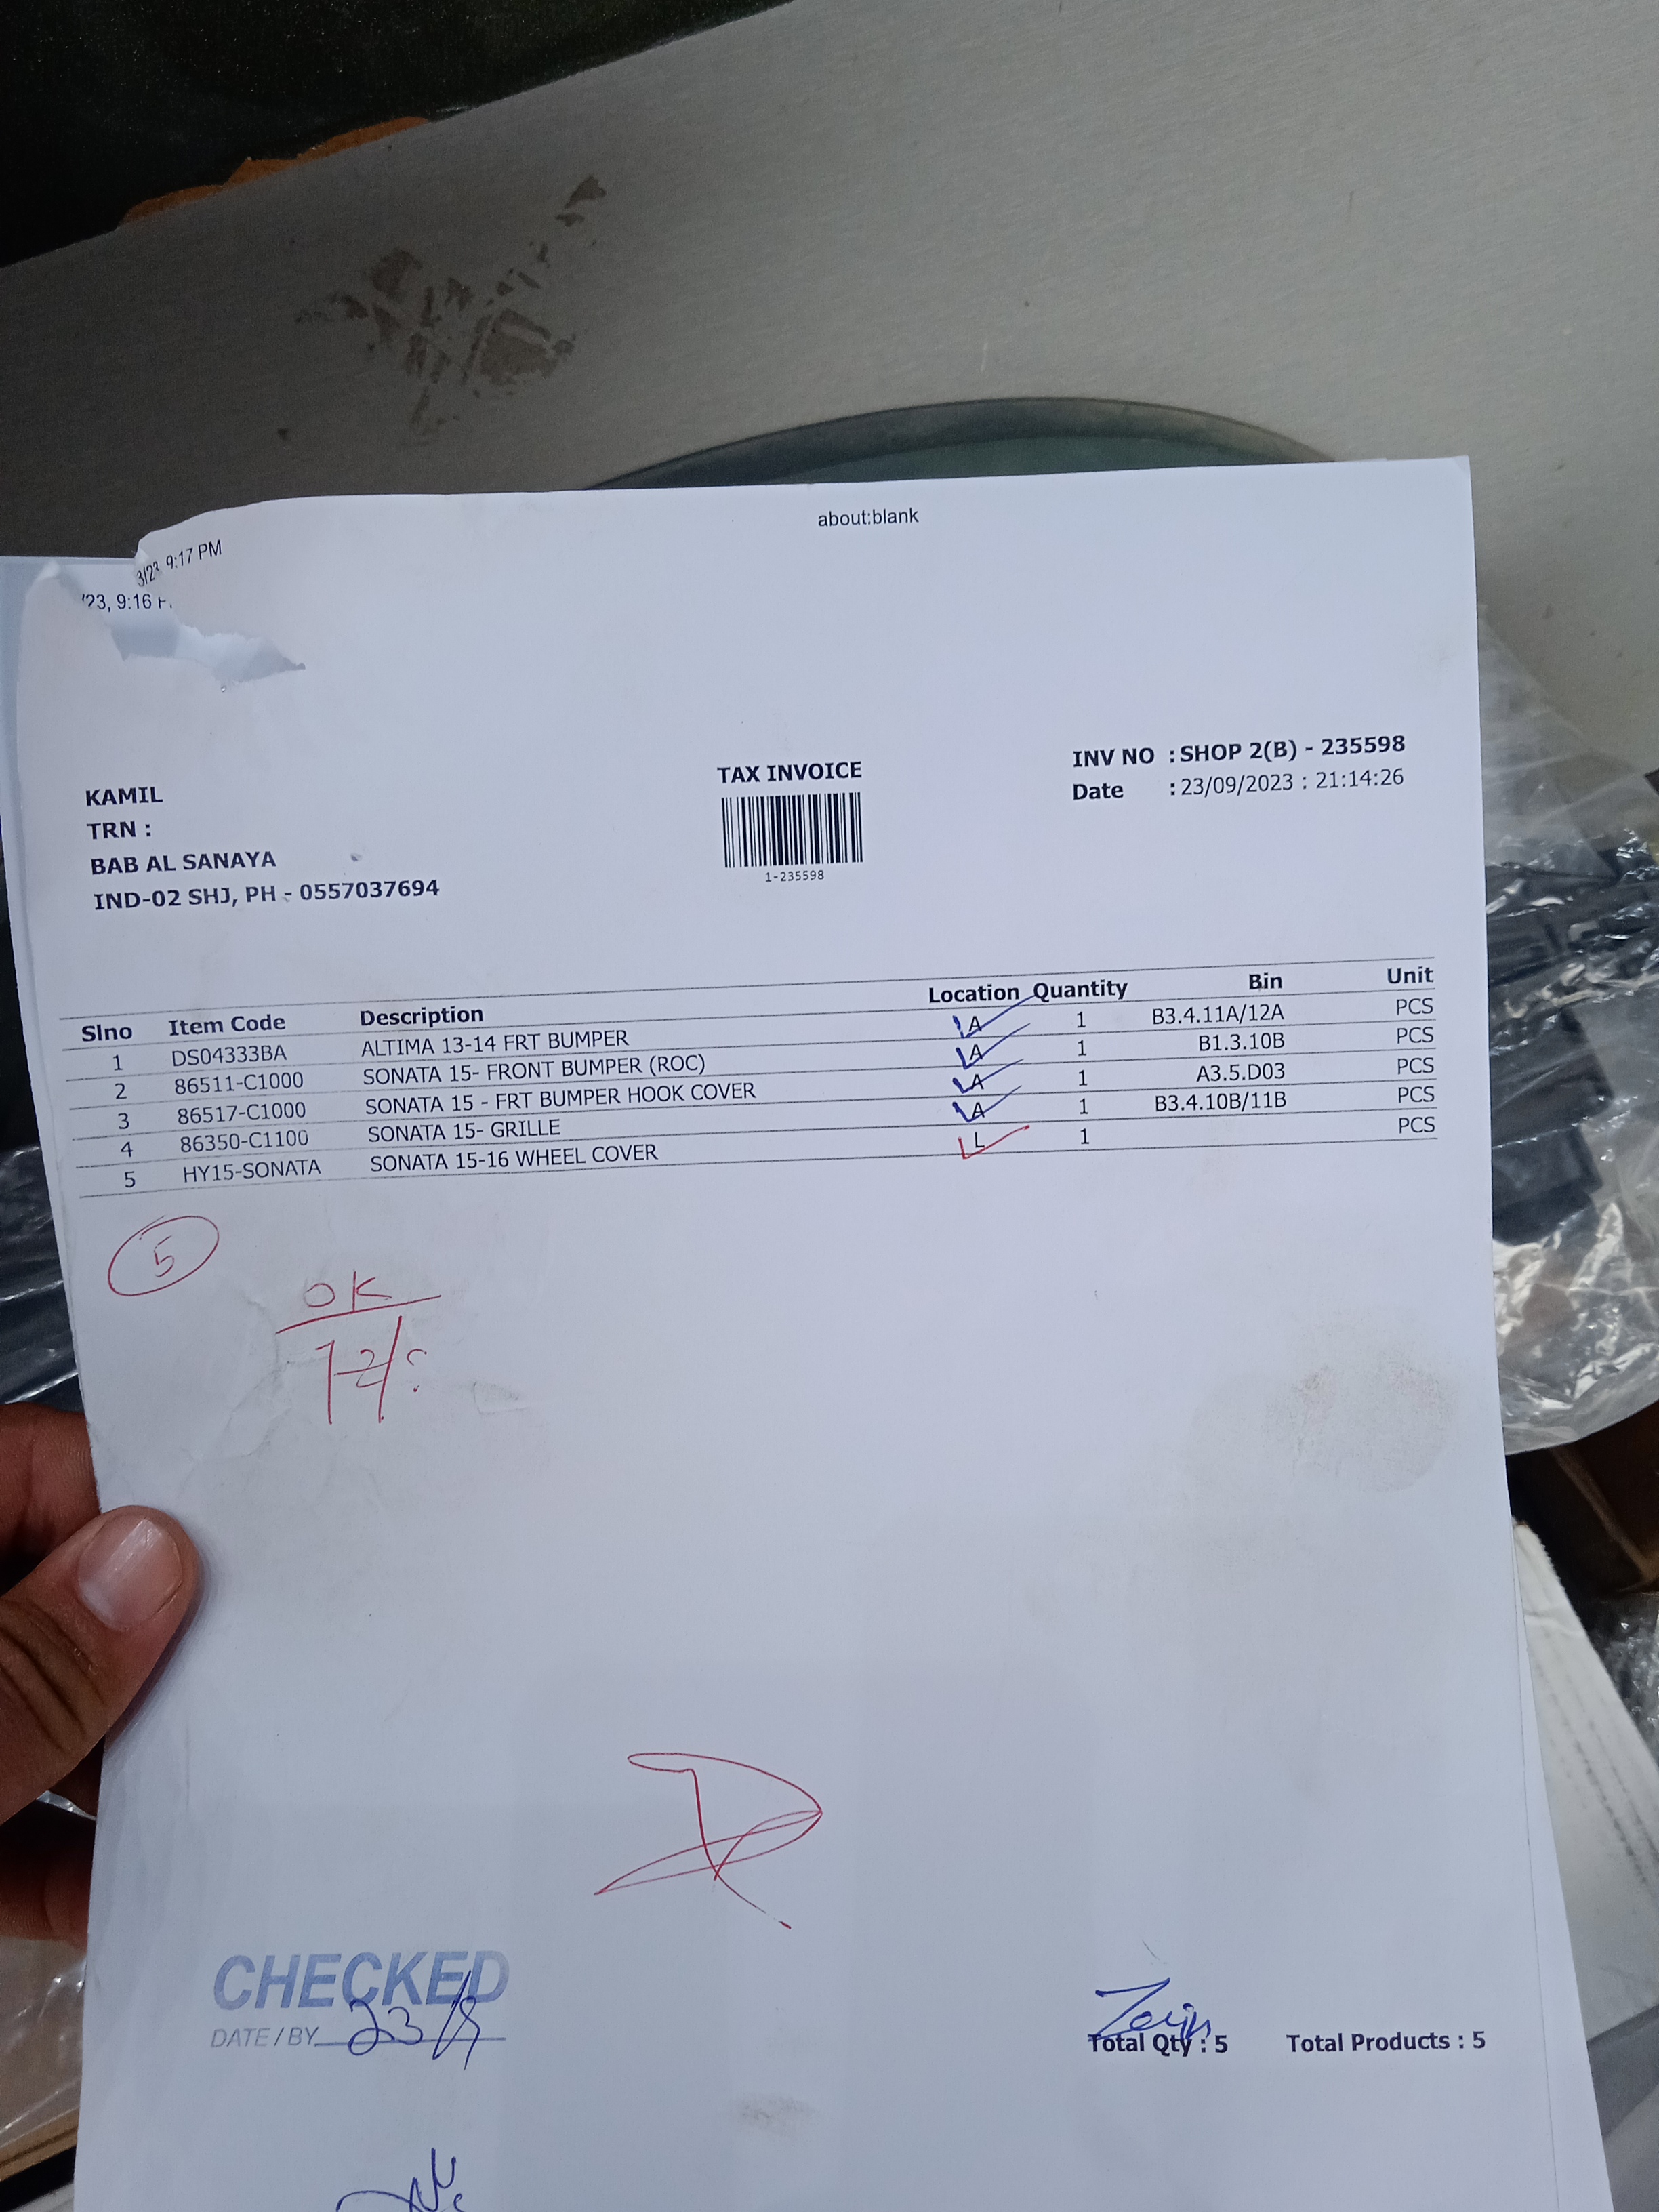 about:blank
9:17 PM
23, 9:16
KAMIL
TRN :
BAB AL SANAYA
IND-02 SHJ, PH - 0557037694
TAX INVOICE
1-235598
INV NO : SHOP 2(B) - 235598
Date : 23/09/2023 : 21:14:26
Slno Item Code Description Location Quantity Bin Unit
1 DS04333BA ALTIMA 13-14 FRT BUMPER A 1 B3.4.11A/12A PCS
2 86511-C1000 SONATA 15- FRONT BUMPER (ROC) A 1 B1.3.10B PCS
3 86517-C1000 SONATA 15 - FRT BUMPER HOOK COVER A 1 A3.5.D03 PCS
4 86350-C1100 SONATA 15- GRILLE A 1 B3.4.10B/11B PCS
5 HY15-SONATA SONATA 15-16 WHEEL COVER L 1 PCS
5
OK
CHECKED
DATE/BY 23/9
Total Qty : 5 Total Products : 5